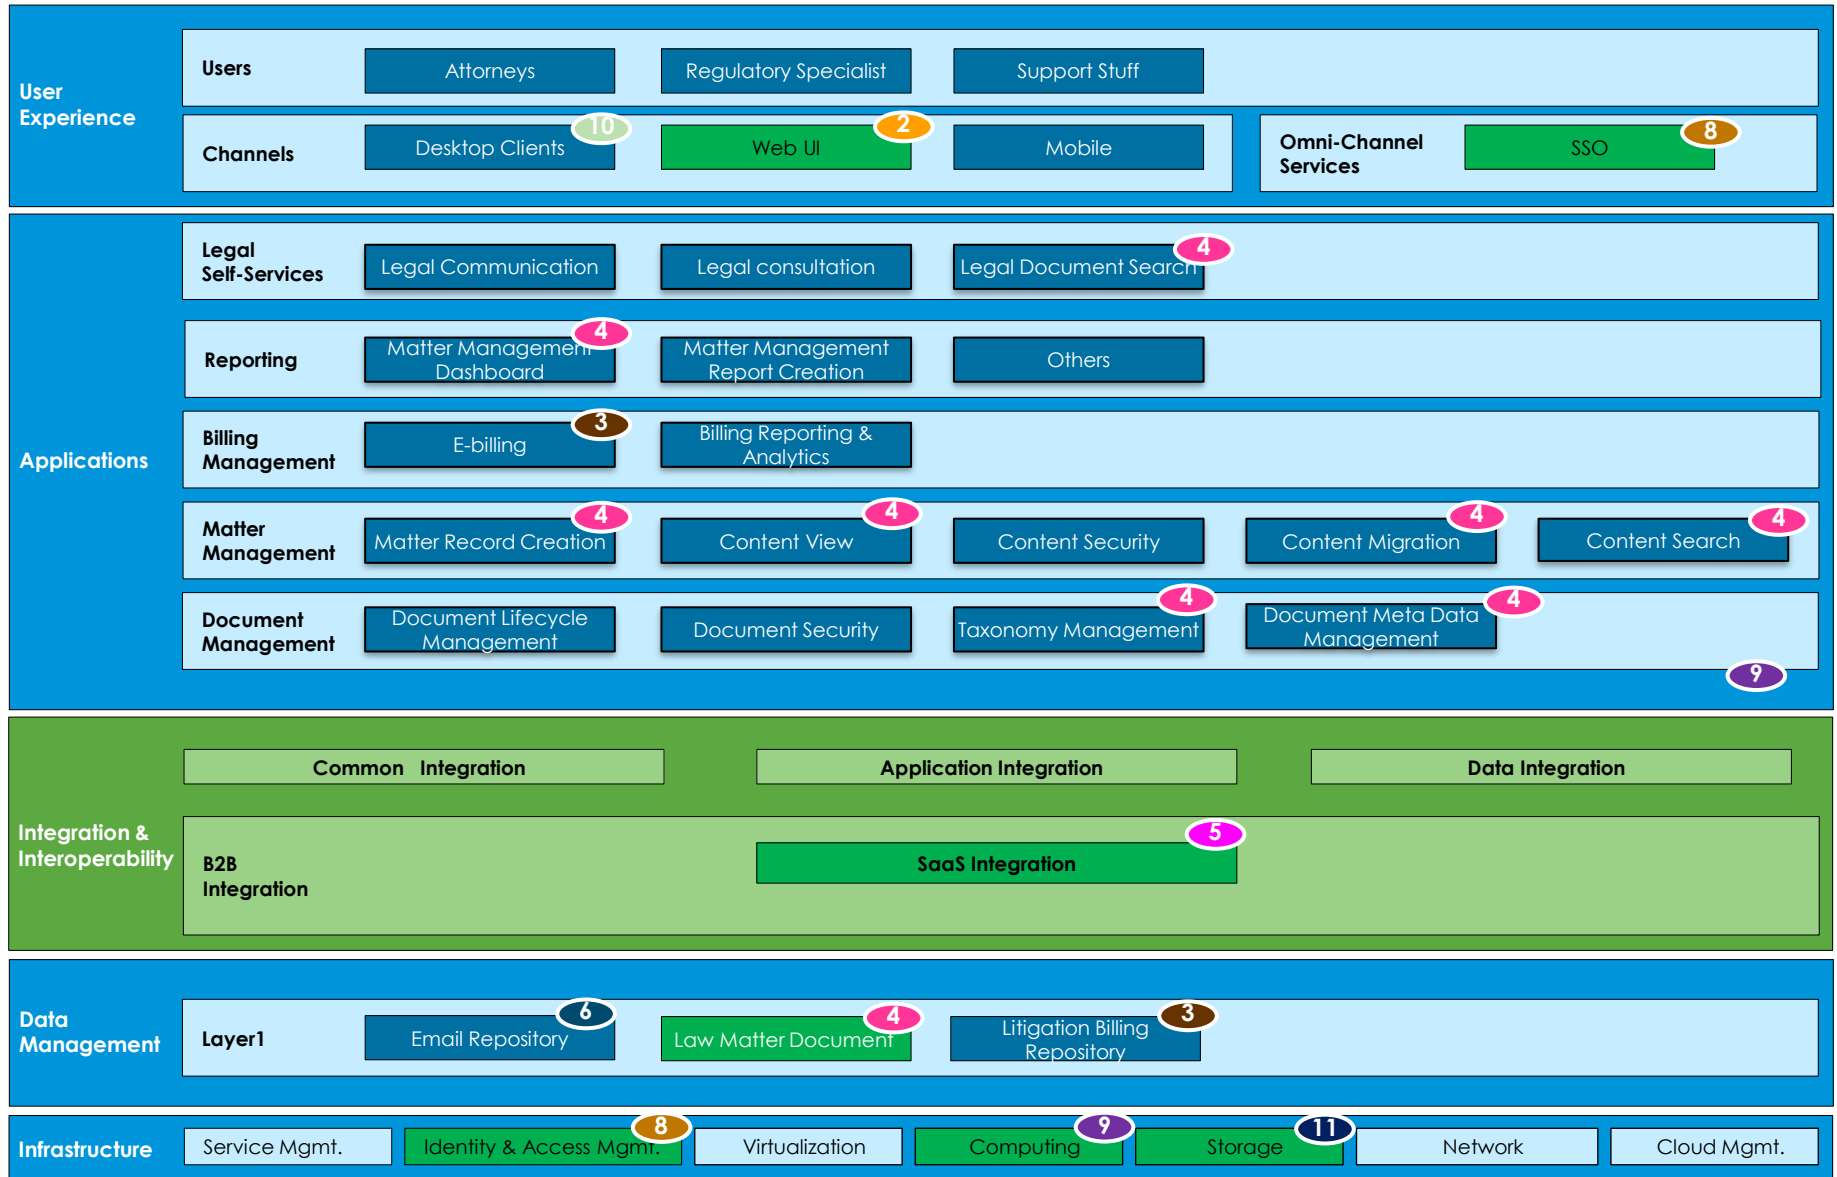 User
Experience
Users
Attorneys
Regulatory Specialist
Support Stuff
Channels
Desktop Clients
10
Web UI
2
Mobile
Omni-Channel
Services
SSO
8
Applications
Legal
Self-Services
Legal Communication
Legal consultation
Legal Document Search
4
Reporting
Matter Management
Dashboard
4
Matter Management
Report Creation
Others
Billing
Management
E-billing
3
Billing Reporting &
Analytics
Matter
Management
Matter Record Creation
4
Content View
4
Content Security
Content Migration
4
Content Search
4
Document
Management
Document Lifecycle
Management
Document Security
Taxonomy Management
4
Document Meta Data
Management
4
9
Integration &
Interoperability
Common Integration
Application Integration
Data Integration
B2B
Integration
SaaS Integration
5
Data
Management
Layer1
Email Repository
6
Law Matter Document
4
Litigation Billing
Repository
3
Infrastructure
Service Mgmt.
Identity & Access Mgmt.
8
Virtualization
Computing
9
Storage
11
Network
Cloud Mgmt.